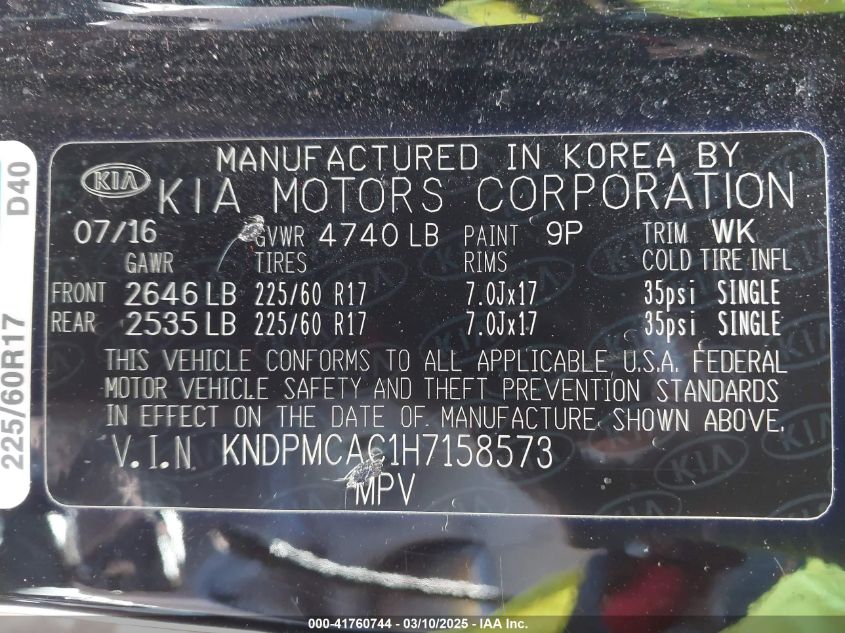 MANUFACTURED IN KOREA BY
KIA KIA MOTORS CORPORATION
07/16 GVWR 4740 LB PAINT 9P TRIM WK
GAWR TIRES RIMS COLD TIRE INFL
FRONT 2646 LB 225/60 R17 7.0Jx17 35psi SINGLE
REAR 2535 LB 225/60 R17 7.0Jx17 35psi SINGLE
THIS VEHICLE CONFORMS TO ALL APPLICABLE U.S.A. FEDERAL
MOTOR VEHICLE SAFETY AND THEFT PREVENTION STANDARDS
IN EFFECT ON THE DATE OF MANUFACTURE SHOWN ABOVE.
V.I.N KNDPMCAC1H7158573
MPV
225/60R17 D40
000-41760744 - 03/10/2025 - IAA Inc.